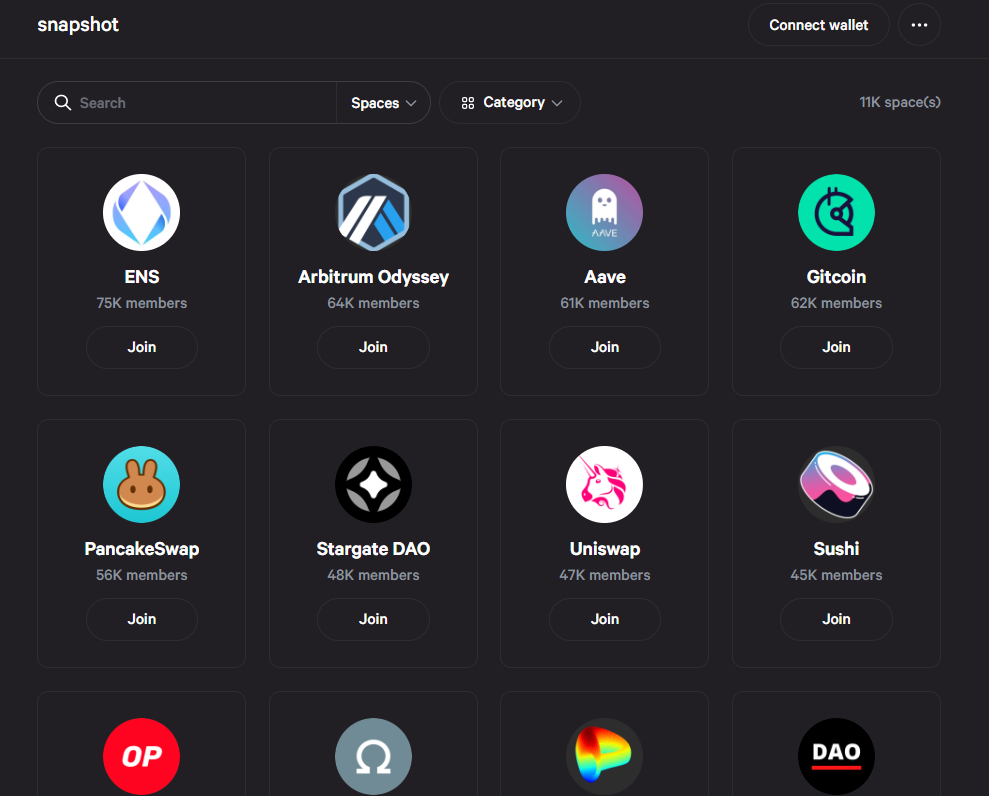 snapshot
Connect wallet
Search
Spaces
Category
11K space(s)
AAVE
ENS
Arbitrum Odyssey
Aave
Gitcoin
75K members
64K members
61K members
62K members
Join
Join
Join
Join
PancakeSwap
Stargate DAO
Uniswap
Sushi
56K members
48K members
47K members
45K members
Join
Join
Join
Join
OP
Ω
DAO